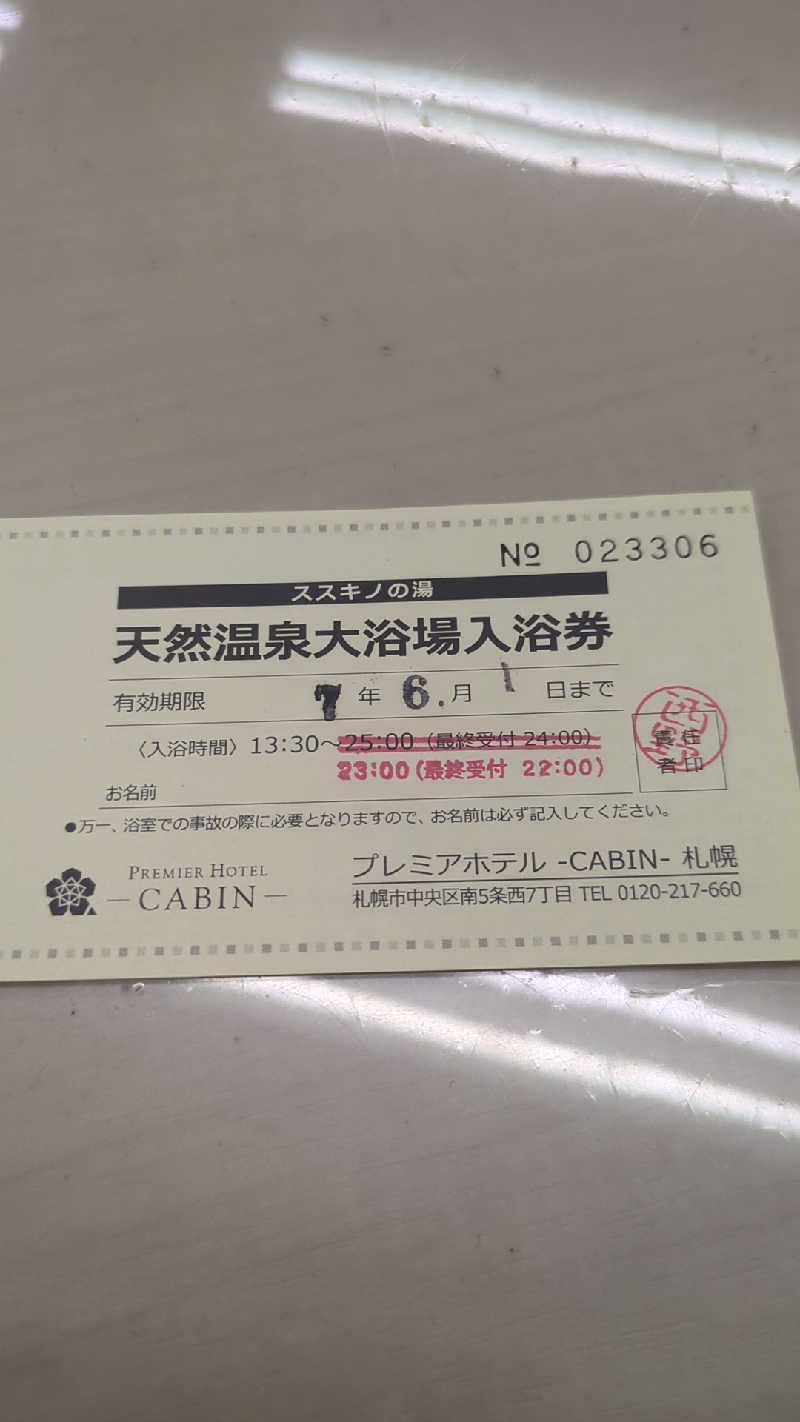 Nº 023306
ススキノの湯
天然温泉大浴場入浴券
有効期限 7年 6.月 1 日まで
〈入浴時間〉13:30～25:00（最終受付 24:00）
23:00(最終受付 22:00)
お名前
●万一、浴室での事故の際に必要となりますので、お名前は必ず記入してください。
PREMIER HOTEL
－CABIN－
プレミアホテル -CABIN- 札幌
札幌市中央区南5条西7丁目 TEL 0120-217-660